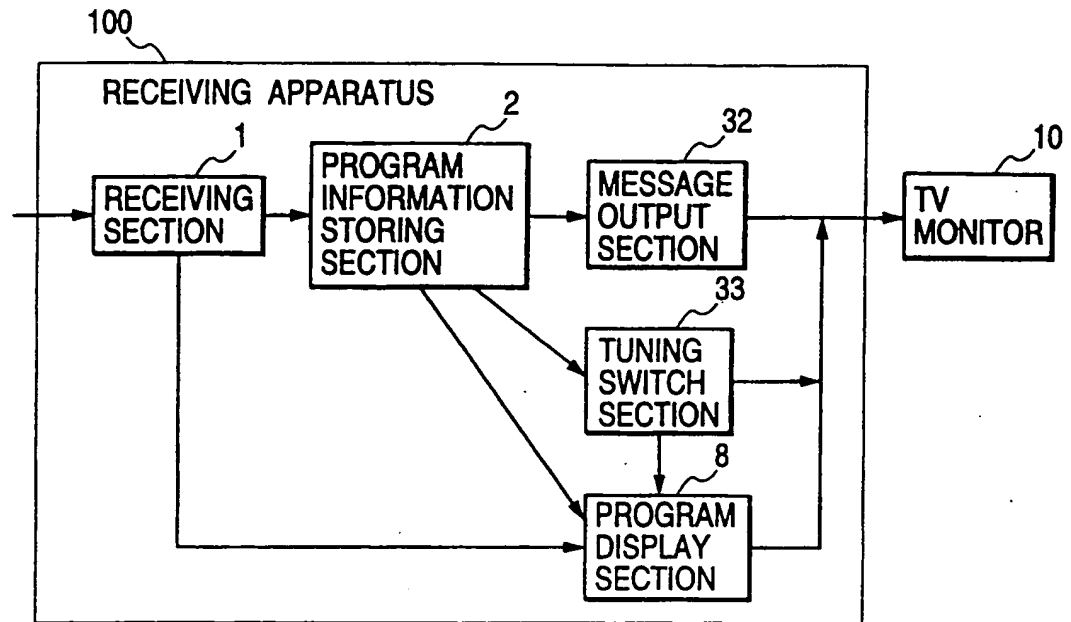 100
RECEIVING APPARATUS
1
RECEIVING
SECTION
2
PROGRAM
INFORMATION
STORING
SECTION
32
MESSAGE
OUTPUT
SECTION
10
TV
MONITOR
33
TUNING
SWITCH
SECTION
8
PROGRAM
DISPLAY
SECTION